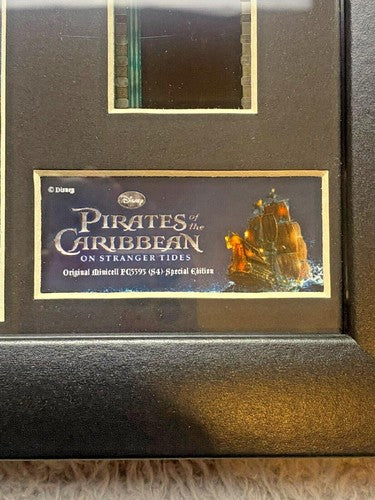 © Disney
Disney
PIRATES of the
CARIBBEAN
ON STRANGER TIDES
Original Minicell FC5595 (S4) Special Edition